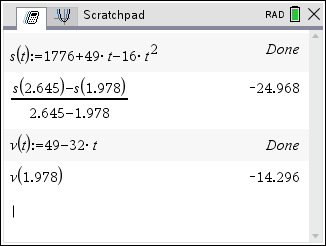 Scratchpad RAD
s(t):=1776+49·t−16·t² Done
s(2.645)−s(1.978) −24.968
2.645−1.978
v(t):=49−32·t Done
v(1.978) −14.296